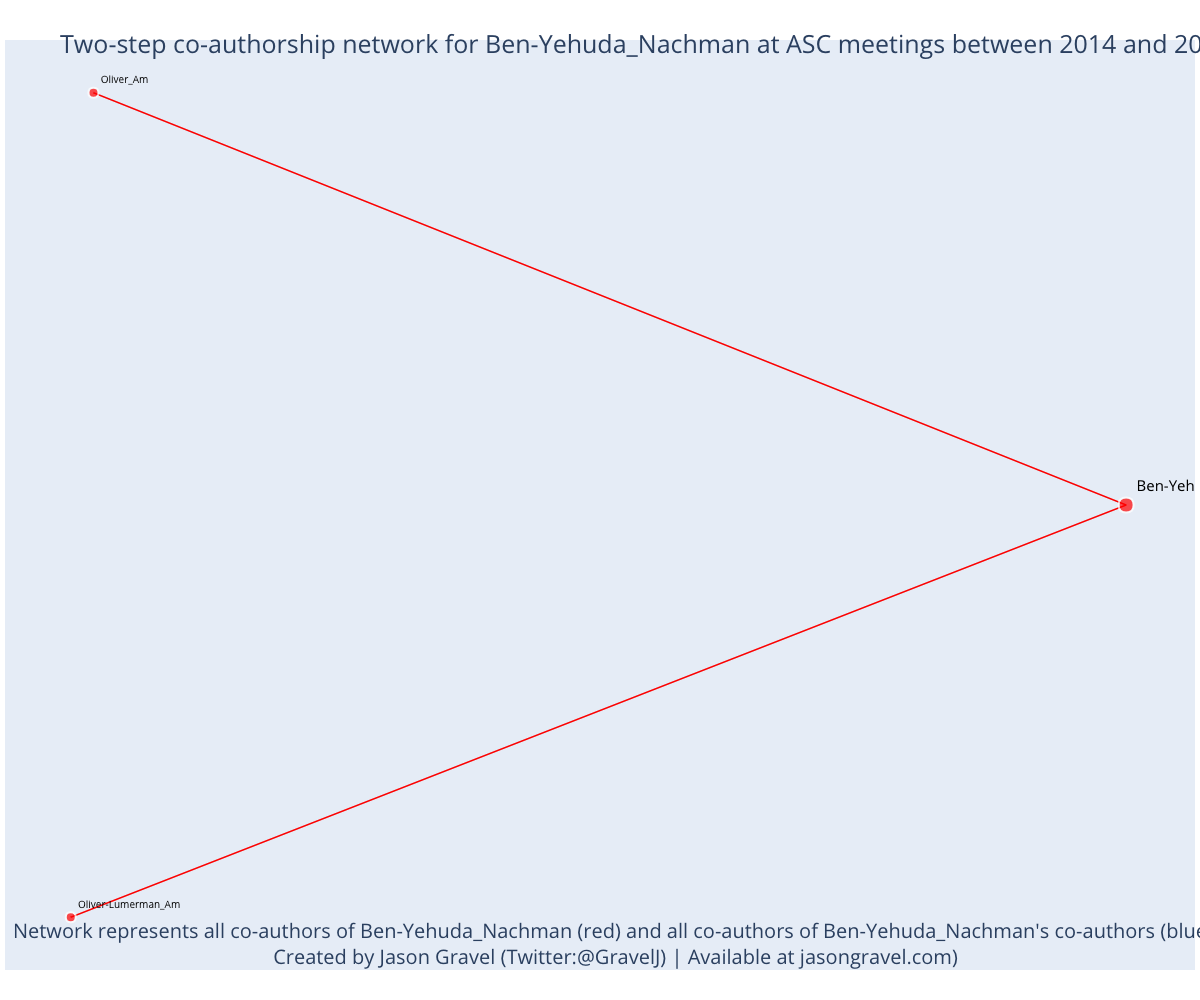 Two-step co-authorship network for Ben-Yehuda_Nachman at ASC meetings between 2014 and 20
Oliver_Am
Ben-Yeh
Oliver-Lumerman_Am
Network represents all co-authors of Ben-Yehuda_Nachman (red) and all co-authors of Ben-Yehuda_Nachman's co-authors (blue
Created by Jason Gravel (Twitter:@GravelJ) | Available at jasongravel.com)